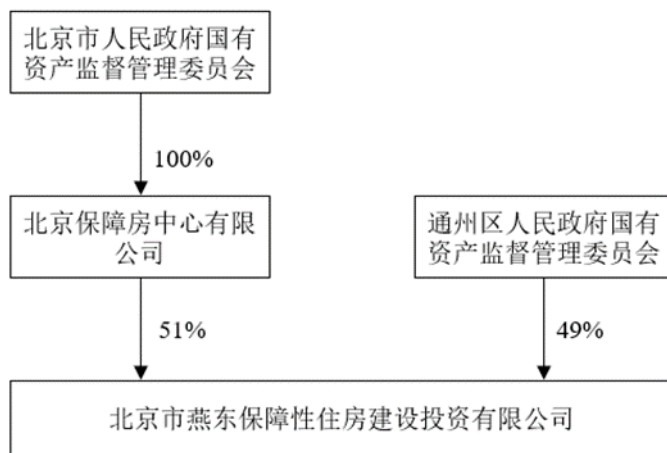 北京市人民政府国有
资产监督管理委员会
100%
北京保障房中心有限
公司
通州区人民政府国有
资产监督管理委员会
51%
49%
北京市燕东保障性住房建设投资有限公司